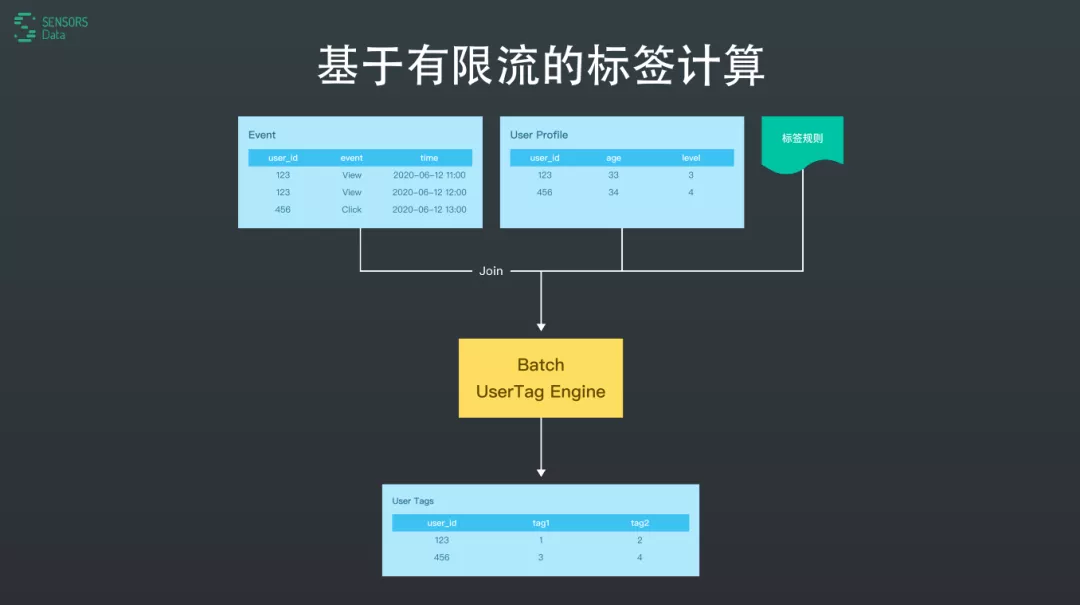 SENSORS
Data
基于有限流的标签计算
Event
user_id event time
123 View 2020-06-12 11:00
123 View 2020-06-12 12:00
456 Click 2020-06-12 13:00
User Profile
user_id age level
123 33 3
456 34 4
标签规则
Join
Batch
UserTag Engine
User Tags
user_id tag1 tag2
123 1 2
456 3 4